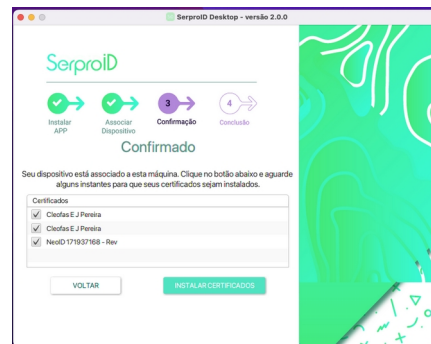 SerproID Desktop - versão 2.0.0
SerproID
3
4
Instalar
APP
Associar
Dispositivo
Confirmação
Conclusão
Confirmado
Seu dispositivo está associado a esta máquina. Clique no botão abaixo e aguarde
alguns instantes para que seus certificados sejam instalados.
Certificados
Cleofas E J Pereira
Cleofas E J Pereira
NeoID 171937168 - Rev
VOLTAR
INSTALAR CERTIFICADOS